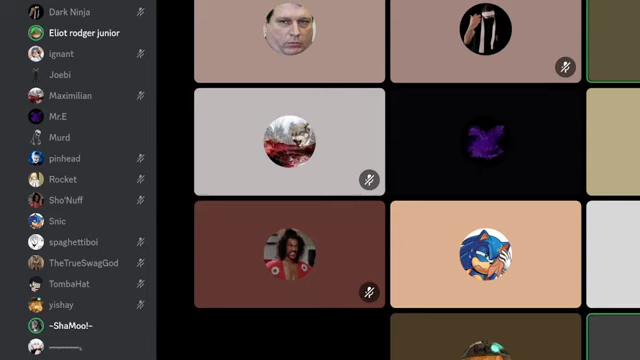 Dark Ninja
Eliot rodger junior
ignant
Joebi
Maximilian
Mr.E
Murd
pinhead
Rocket
Sho'Nuff
Snic
spaghettiboi
TheTrueSwagGod
TombaHat
yishay
~ShaMoo!~